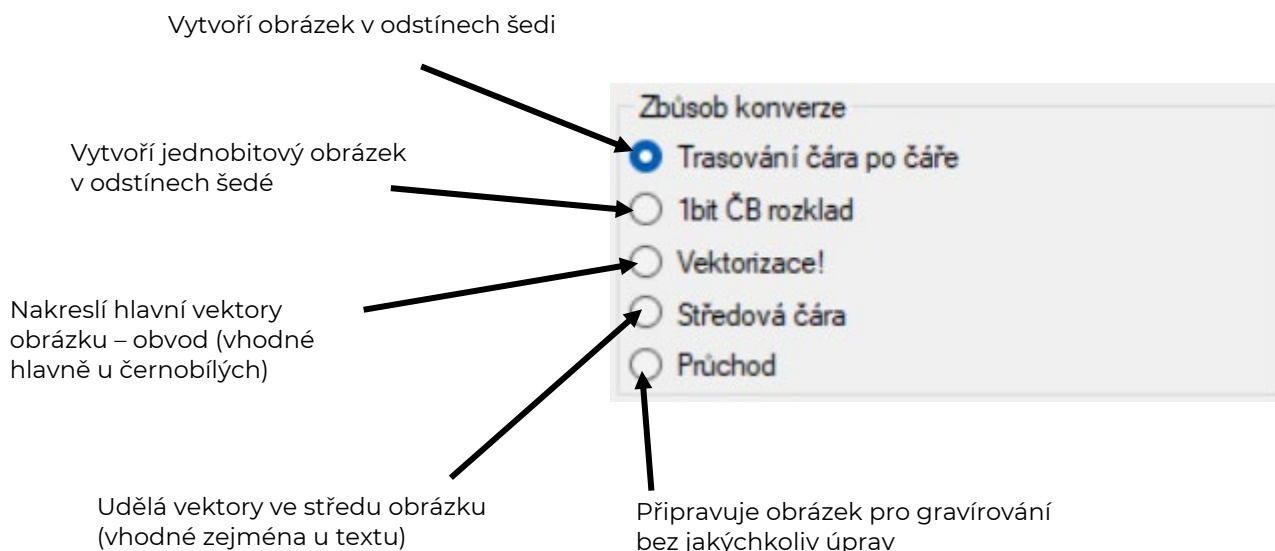 Vytvoří obrázek v odstínech šedi
Zbůsob konverze
Trasování čára po čáře
Vytvoří jednobitový obrázek
v odstínech šedé
1bit ČB rozklad
Vektorizace!
Nakreslí hlavní vektory
obrázku – obvod (vhodné
hlavně u černobílých)
Středová čára
Průchod
Udělá vektory ve středu obrázku
(vhodné zejména u textu)
Připravuje obrázek pro gravírování
bez jakýchkoliv úprav